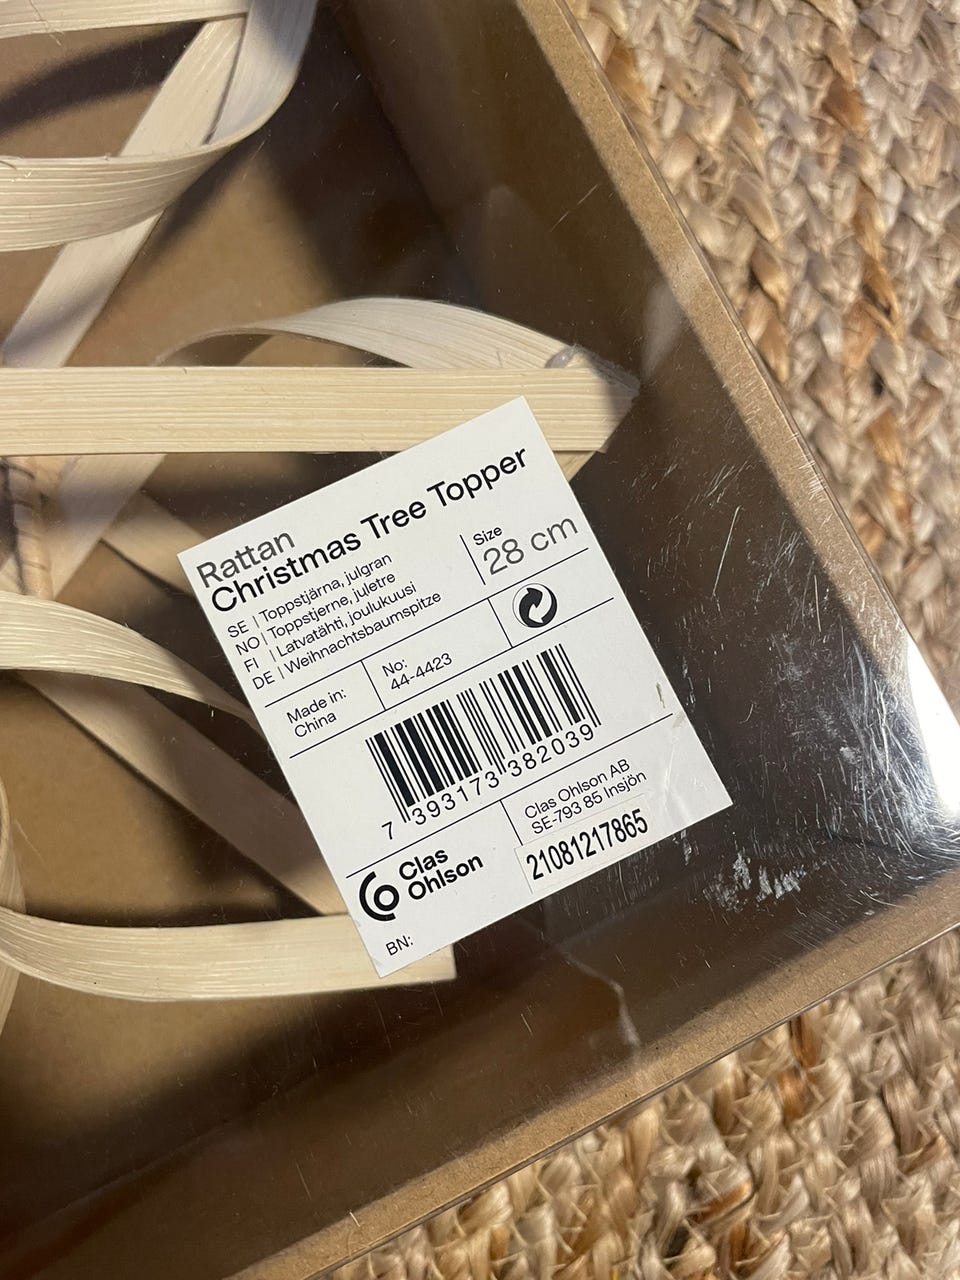 Rattan
Christmas Tree Topper
SE | Toppstjärna, julgran
NO | Toppstjerne, juletre
FI | Latvatähti, joulukuusi
DE | Weihnachtsbaumspitze
Size
28 cm
Made in:
China
No:
44-4423
7 393173 382039
Clas
Ohlson
Clas Ohlson AB
SE-793 85 Insjön
21081217865
BN: